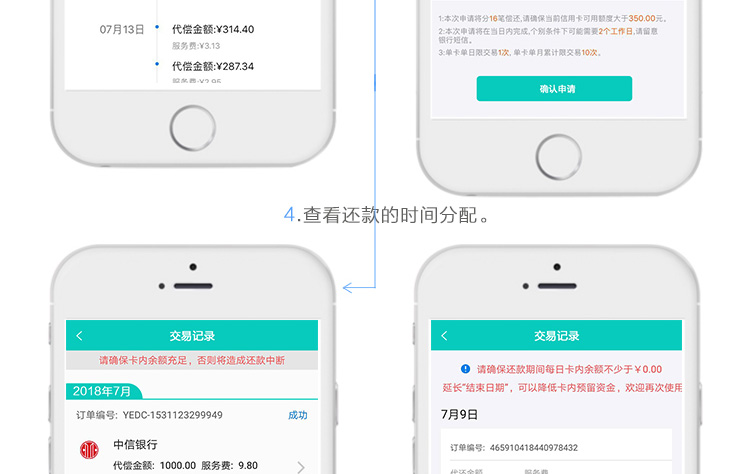 07月13日
代偿金额:¥314.40
服务费:¥3.13
代偿金额:¥287.34
服务费:¥2.95
1:本次申请将分16笔偿还,请确保当前信用卡可用额度大于350.00元。
2:本次申请将在当日内完成,个别条件下可能需要2个工作日,请留意
银行短信。
3:单卡单日限交易1次, 单卡单月累计限交易10次。
确认申请
4.查看还款的时间分配。
交易记录
请确保卡内余额充足，否则将造成还款中断
2018年7月
订单编号: YEDC-1531123299949
成功
中信银行
代偿金额: 1000.00 服务费: 9.80
交易记录
请确保还款期间每日卡内余额不少于￥0.00
延长“结束日期”，可以降低卡内预留资金，欢迎再次使用
7月9日
订单编号: 465910418440978432
代还金额
服务费